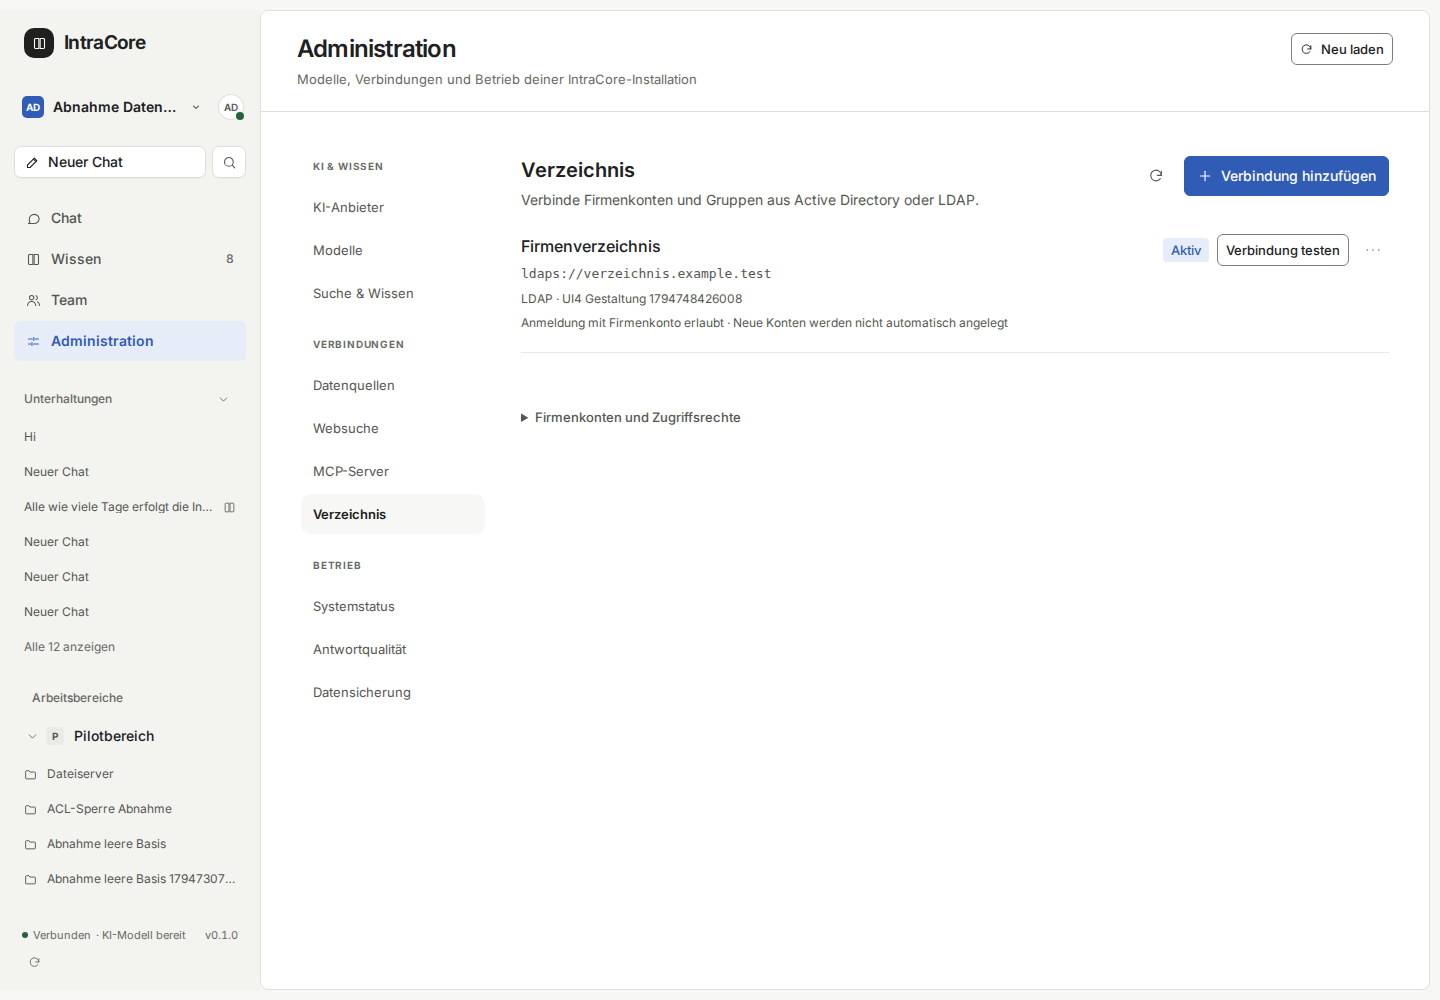 IntraCore
AD Abnahme Daten... AD
Neuer Chat
Chat
Wissen 8
Team
Administration
Unterhaltungen
Hi
Neuer Chat
Alle wie viele Tage erfolgt die In...
Neuer Chat
Neuer Chat
Neuer Chat
Alle 12 anzeigen
Arbeitsbereiche
P Pilotbereich
Dateiserver
ACL-Sperre Abnahme
Abnahme leere Basis
Abnahme leere Basis 17947307...
Verbunden · KI-Modell bereit v0.1.0
Administration
Modelle, Verbindungen und Betrieb deiner IntraCore-Installation
Neu laden
KI & WISSEN
KI-Anbieter
Modelle
Suche & Wissen
VERBINDUNGEN
Datenquellen
Websuche
MCP-Server
Verzeichnis
BETRIEB
Systemstatus
Antwortqualität
Datensicherung
Verzeichnis
Verbinde Firmenkonten und Gruppen aus Active Directory oder LDAP.
Verbindung hinzufügen
Firmenverzeichnis
Aktiv Verbindung testen ...
ldaps://verzeichnis.example.test
LDAP · UI4 Gestaltung 1794748426008
Anmeldung mit Firmenkonto erlaubt · Neue Konten werden nicht automatisch angelegt
Firmenkonten und Zugriffsrechte